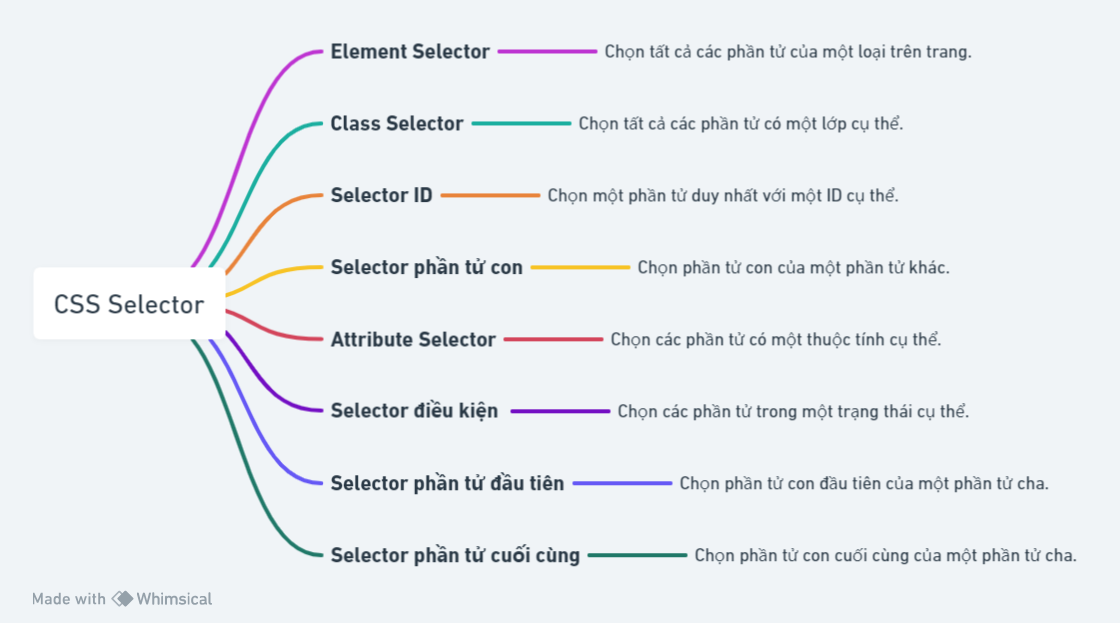 Element Selector
Chọn tất cả các phần tử của một loại trên trang.
Class Selector
Chọn tất cả các phần tử có một lớp cụ thể.
Selector ID
Chọn một phần tử duy nhất với một ID cụ thể.
Selector phần tử con
Chọn phần tử con của một phần tử khác.
CSS Selector
Attribute Selector
Chọn các phần tử có một thuộc tính cụ thể.
Selector điều kiện
Chọn các phần tử trong một trạng thái cụ thể.
Selector phần tử đầu tiên
Chọn phần tử con đầu tiên của một phần tử cha.
Selector phần tử cuối cùng
Chọn phần tử con cuối cùng của một phần tử cha.
Made with Whimsical